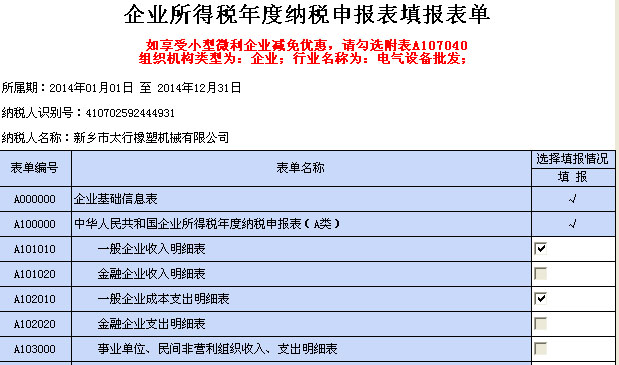 企业所得税年度纳税申报表填报表单
如享受小型微利企业减免优惠，请勾选附表A107040
组织机构类型为：企业；行业名称为：电气设备批发；
所属期：2014年01月01日 至 2014年12月31日
纳税人识别号：410702592444931
纳税人名称：新乡市太行橡塑机械有限公司
表单编号 表单名称 选择填报情况
填 报
A000000 企业基础信息表 √
A100000 中华人民共和国企业所得税年度纳税申报表（A类） √
A101010 一般企业收入明细表
A101020 金融企业收入明细表
A102010 一般企业成本支出明细表
A102020 金融企业支出明细表
A103000 事业单位、民间非营利组织收入、支出明细表